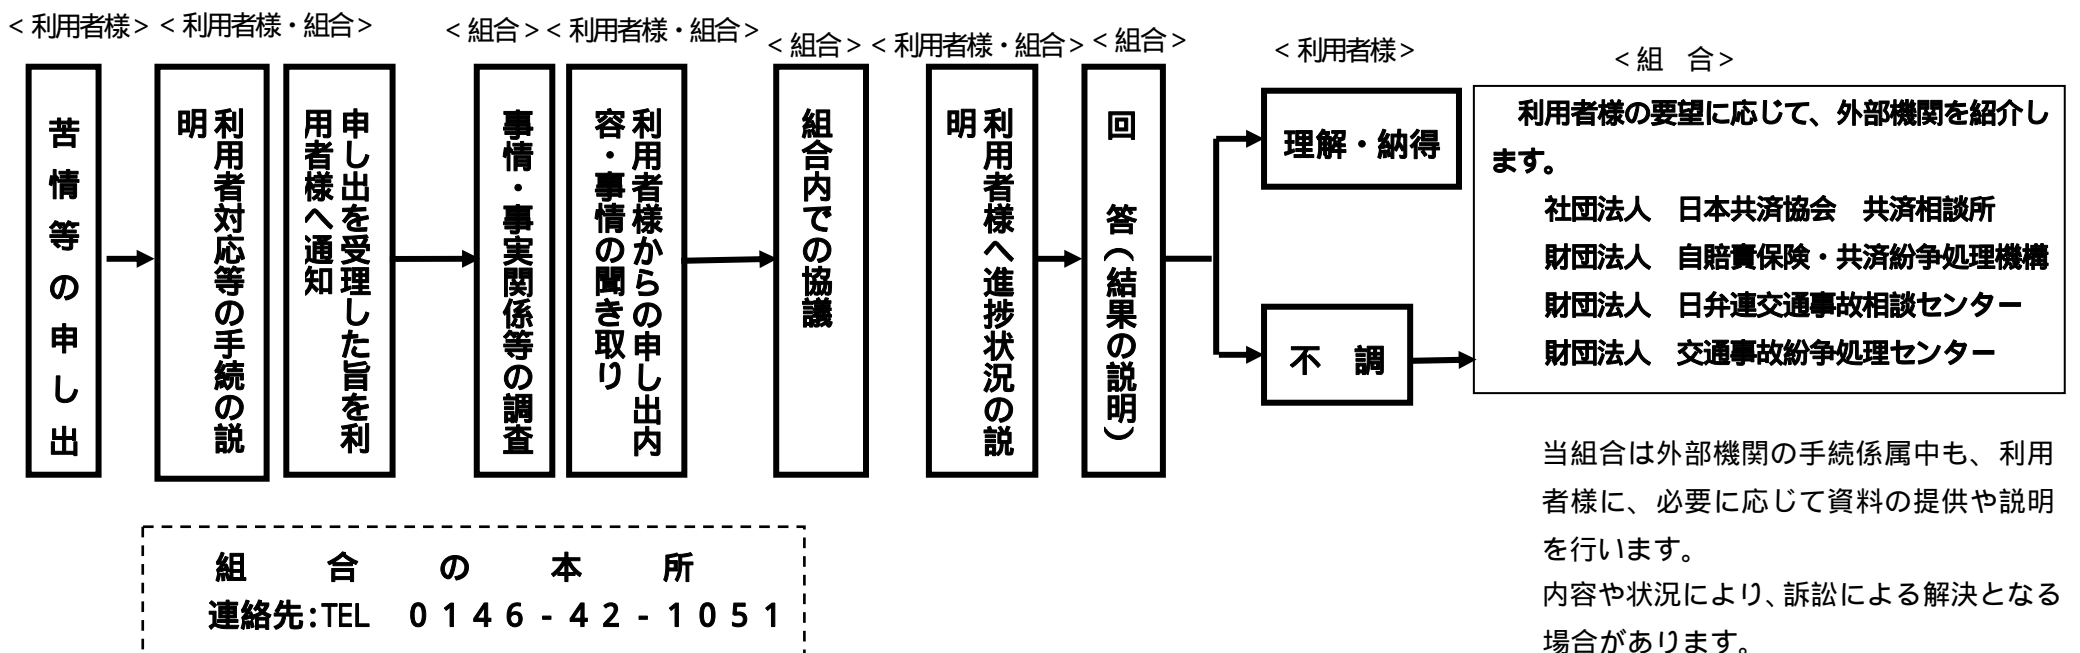 ＜利用者様＞
＜利用者様・組合＞
＜組合＞
＜利用者様・組合＞
＜組合＞
＜利用者様・組合＞
＜組合＞
＜利用者様＞
＜組　合＞
苦情等の申し出
利用者対応等の手続の説
明
申し出を受理した旨を利
用者様へ通知
事情・事実関係等の調査
利用者様からの申し出内
容・事情の聞き取り
組合内での協議
利用者様へ進捗状況の説
明
回　答（結果の説明）
理解・納得
不　調
利用者様の要望に応じて、外部機関を紹介し
ます。
社団法人　日本共済協会　共済相談所
財団法人　自賠責保険・共済紛争処理機構
財団法人　日弁連交通事故相談センター
財団法人　交通事故紛争処理センター
当組合は外部機関の手続係属中も、利用
者様に、必要に応じて資料の提供や説明
を行います。
内容や状況により、訴訟による解決となる
場合があります。
組　合　の　本　所
連絡先：TEL　０１４６-４２-１０５１